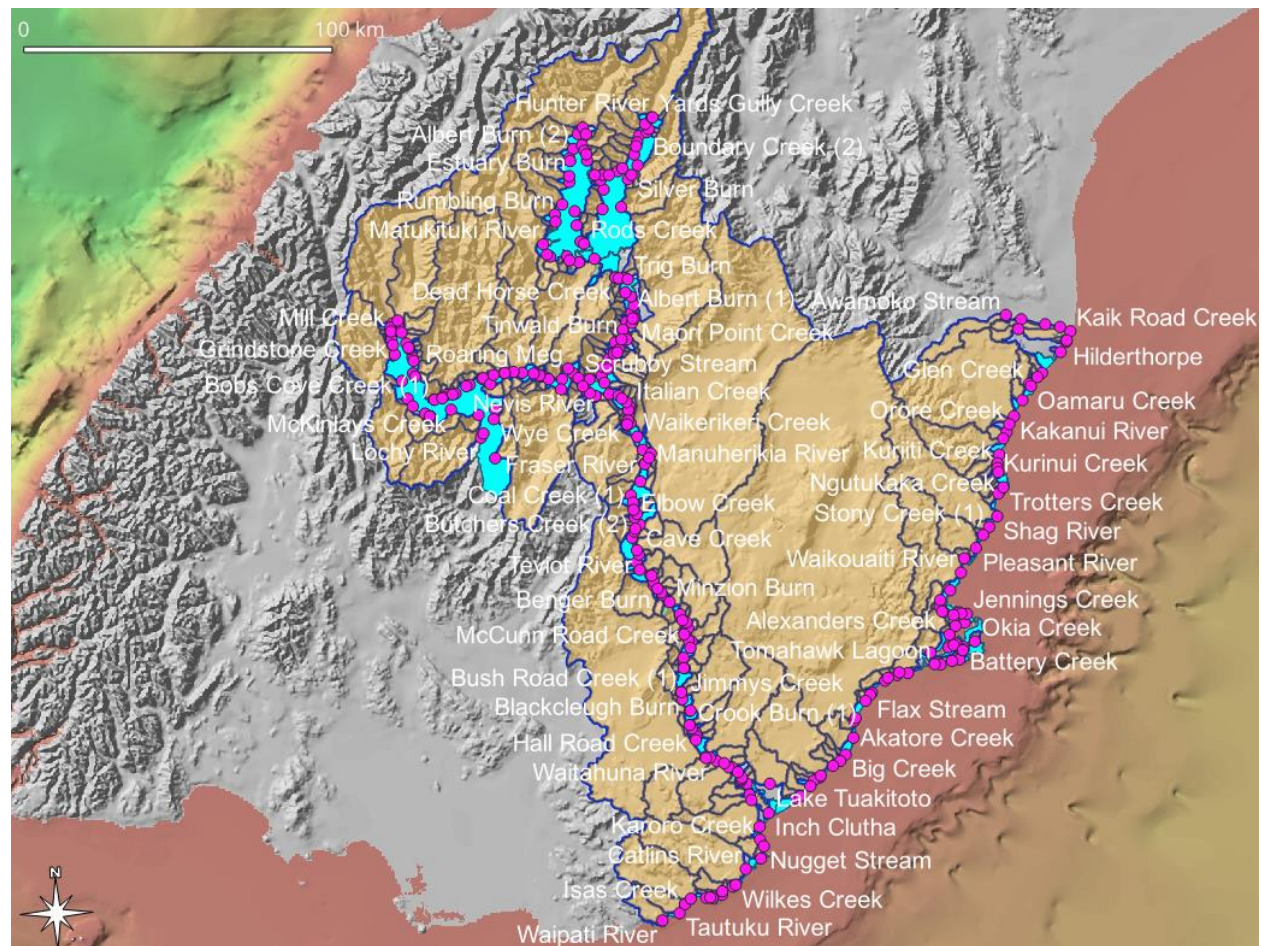 0 100 km
Hunter River Yards Gully Creek
Albert Burn (2)
Boundary Creek (2)
Estuary Burn
Silver Burn
Rumbling Burn
Matukituki River
Rods Creek
Trig Burn
Dead Horse Creek
Albert Burn (1)
Awamoko Stream
Mill Creek
Tinwald Burn
Maori Point Creek
Kaik Road Creek
Grindstone Creek
Roaring Meg
Scrubby Stream
Glen Creek
Hilderthorpe
Bobs Cove Creek (1)
Italian Creek
Nevis River
Oamaru Creek
McKinlays Creek
Wye Creek
Waikerikeri Creek
Orore Creek
Kakanui River
Lochy River
Fraser River
Manuherikia River
Kuriiti Creek
Kurinui Creek
Coal Creek (1)
Elbow Creek
Ngutukaka Creek
Trotters Creek
Butchers Creek (2)
Stony Creek (1)
Shag River
Cave Creek
Teviot River
Waikouaiti River
Pleasant River
Minzion Burn
Benger Burn
Jennings Creek
McCunn Road Creek
Alexanders Creek
Okia Creek
Tomahawk Lagoon
Battery Creek
Bush Road Creek (1)
Jimmys Creek
Blackcleugh Burn
Crook Burn (1)
Flax Stream
Hall Road Creek
Akatore Creek
Waitahuna River
Big Creek
Lake Tuakitoto
Karoro Creek
Inch Clutha
Catlins River
Nugget Stream
Isas Creek
Wilkes Creek
Tautuku River
Waipati River
N